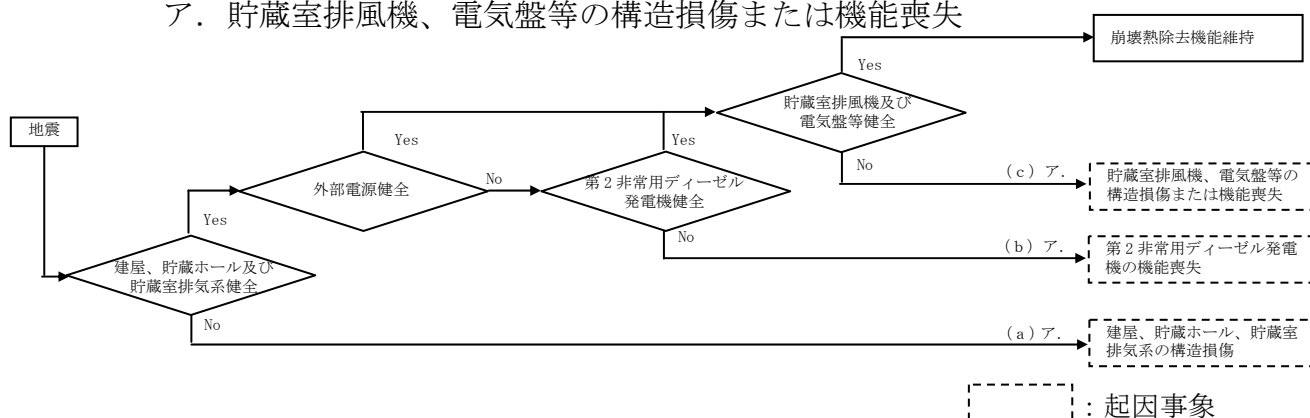 ア．貯蔵室排風機、電気盤等の構造損傷または機能喪失
崩壊熱除去機能維持
Yes
貯蔵室排風機及び
電気盤等健全
地震
Yes
Yes
No
(c) ア．
貯蔵室排風機、電気盤等の
構造損傷または機能喪失
外部電源健全
No
第２非常用ディーゼル
発電機健全
Yes
No
(b) ア．
第２非常用ディーゼル発電
機の機能喪失
建屋、貯蔵ホール及び
貯蔵室排気系健全
No
(a) ア．
建屋、貯蔵ホール、貯蔵室
排気系の構造損傷
：起因事象